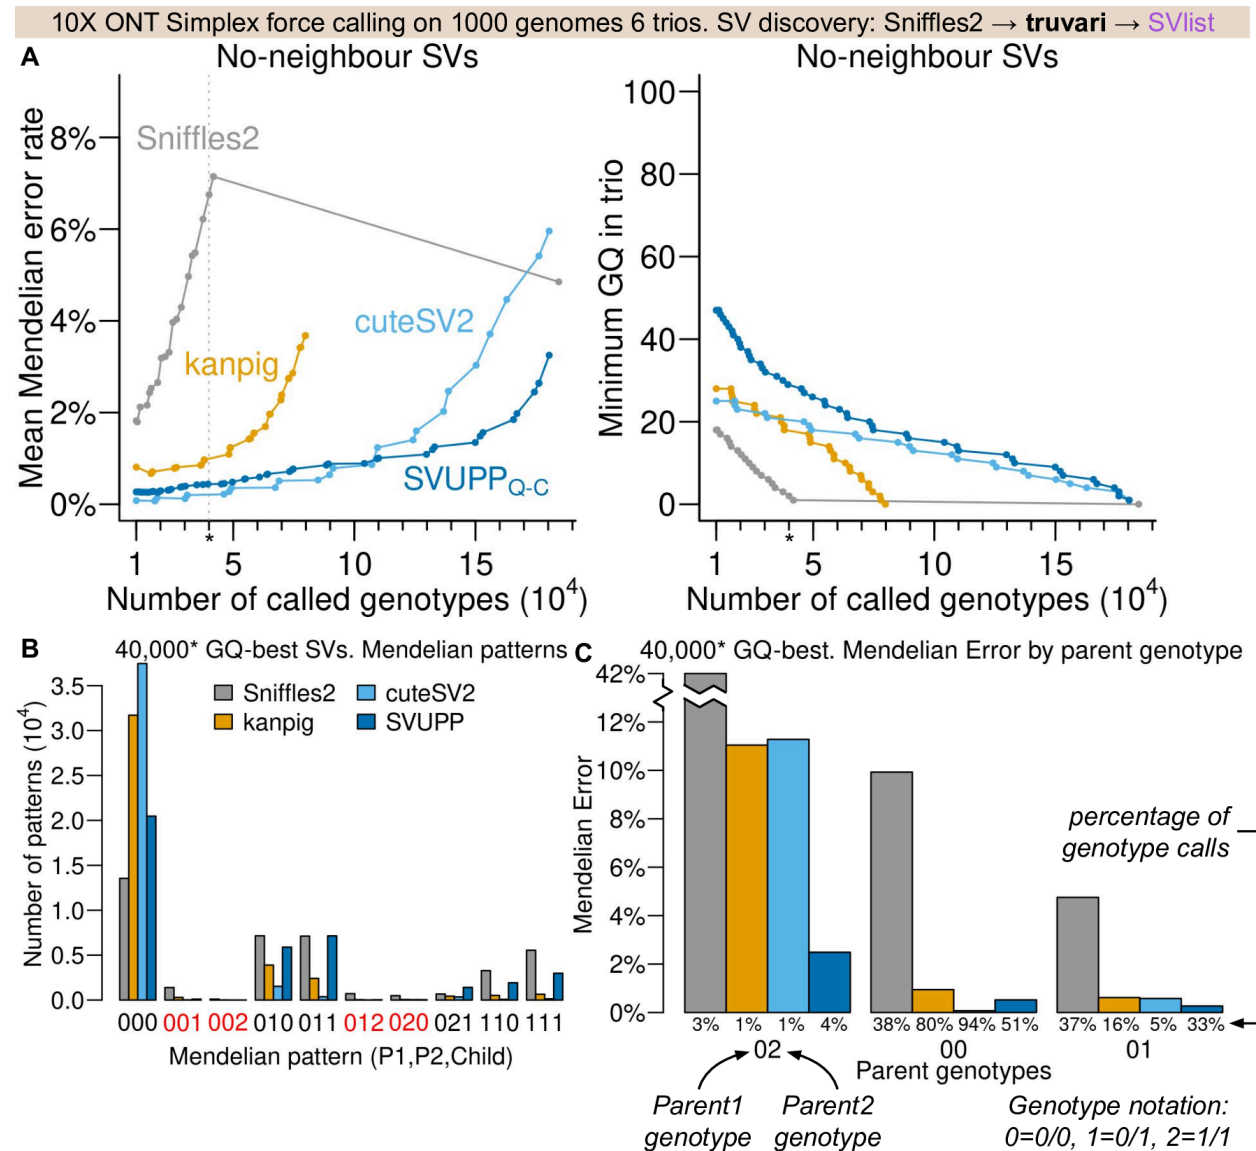 10X ONT Simplex force calling on 1000 genomes 6 trios. SV discovery: Sniffles2 → truvari → SVlist
A
No-neighbour SVs
Mean Mendelian error rate
8%
6%
4%
2%
0%
Sniffles2
kanpig
cuteSV2
SVUPPQ-C
*
1 5 10 15
Number of called genotypes (10^4)
No-neighbour SVs
Minimum GQ in trio
100
80
60
40
20
0
*
1 5 10 15
Number of called genotypes (10^4)
B
40,000* GQ-best SVs. Mendelian patterns
Number of patterns (10^4)
3.5
3.0
2.5
2.0
1.5
1.0
0.5
0.0
Sniffles2 cuteSV2
kanpig SVUPP
000 001 002 010 011 012 020 021 110 111
Mendelian pattern (P1,P2,Child)
C
40,000* GQ-best. Mendelian Error by parent genotype
Mendelian Error
42%
12%
10%
8%
6%
4%
2%
0%
percentage of
genotype calls
3% 1% 1% 4% 38% 80% 94% 51% 37% 16% 5% 33%
02 00 01
Parent genotypes
Parent1
genotype
Parent2
genotype
Genotype notation:
0=0/0, 1=0/1, 2=1/1